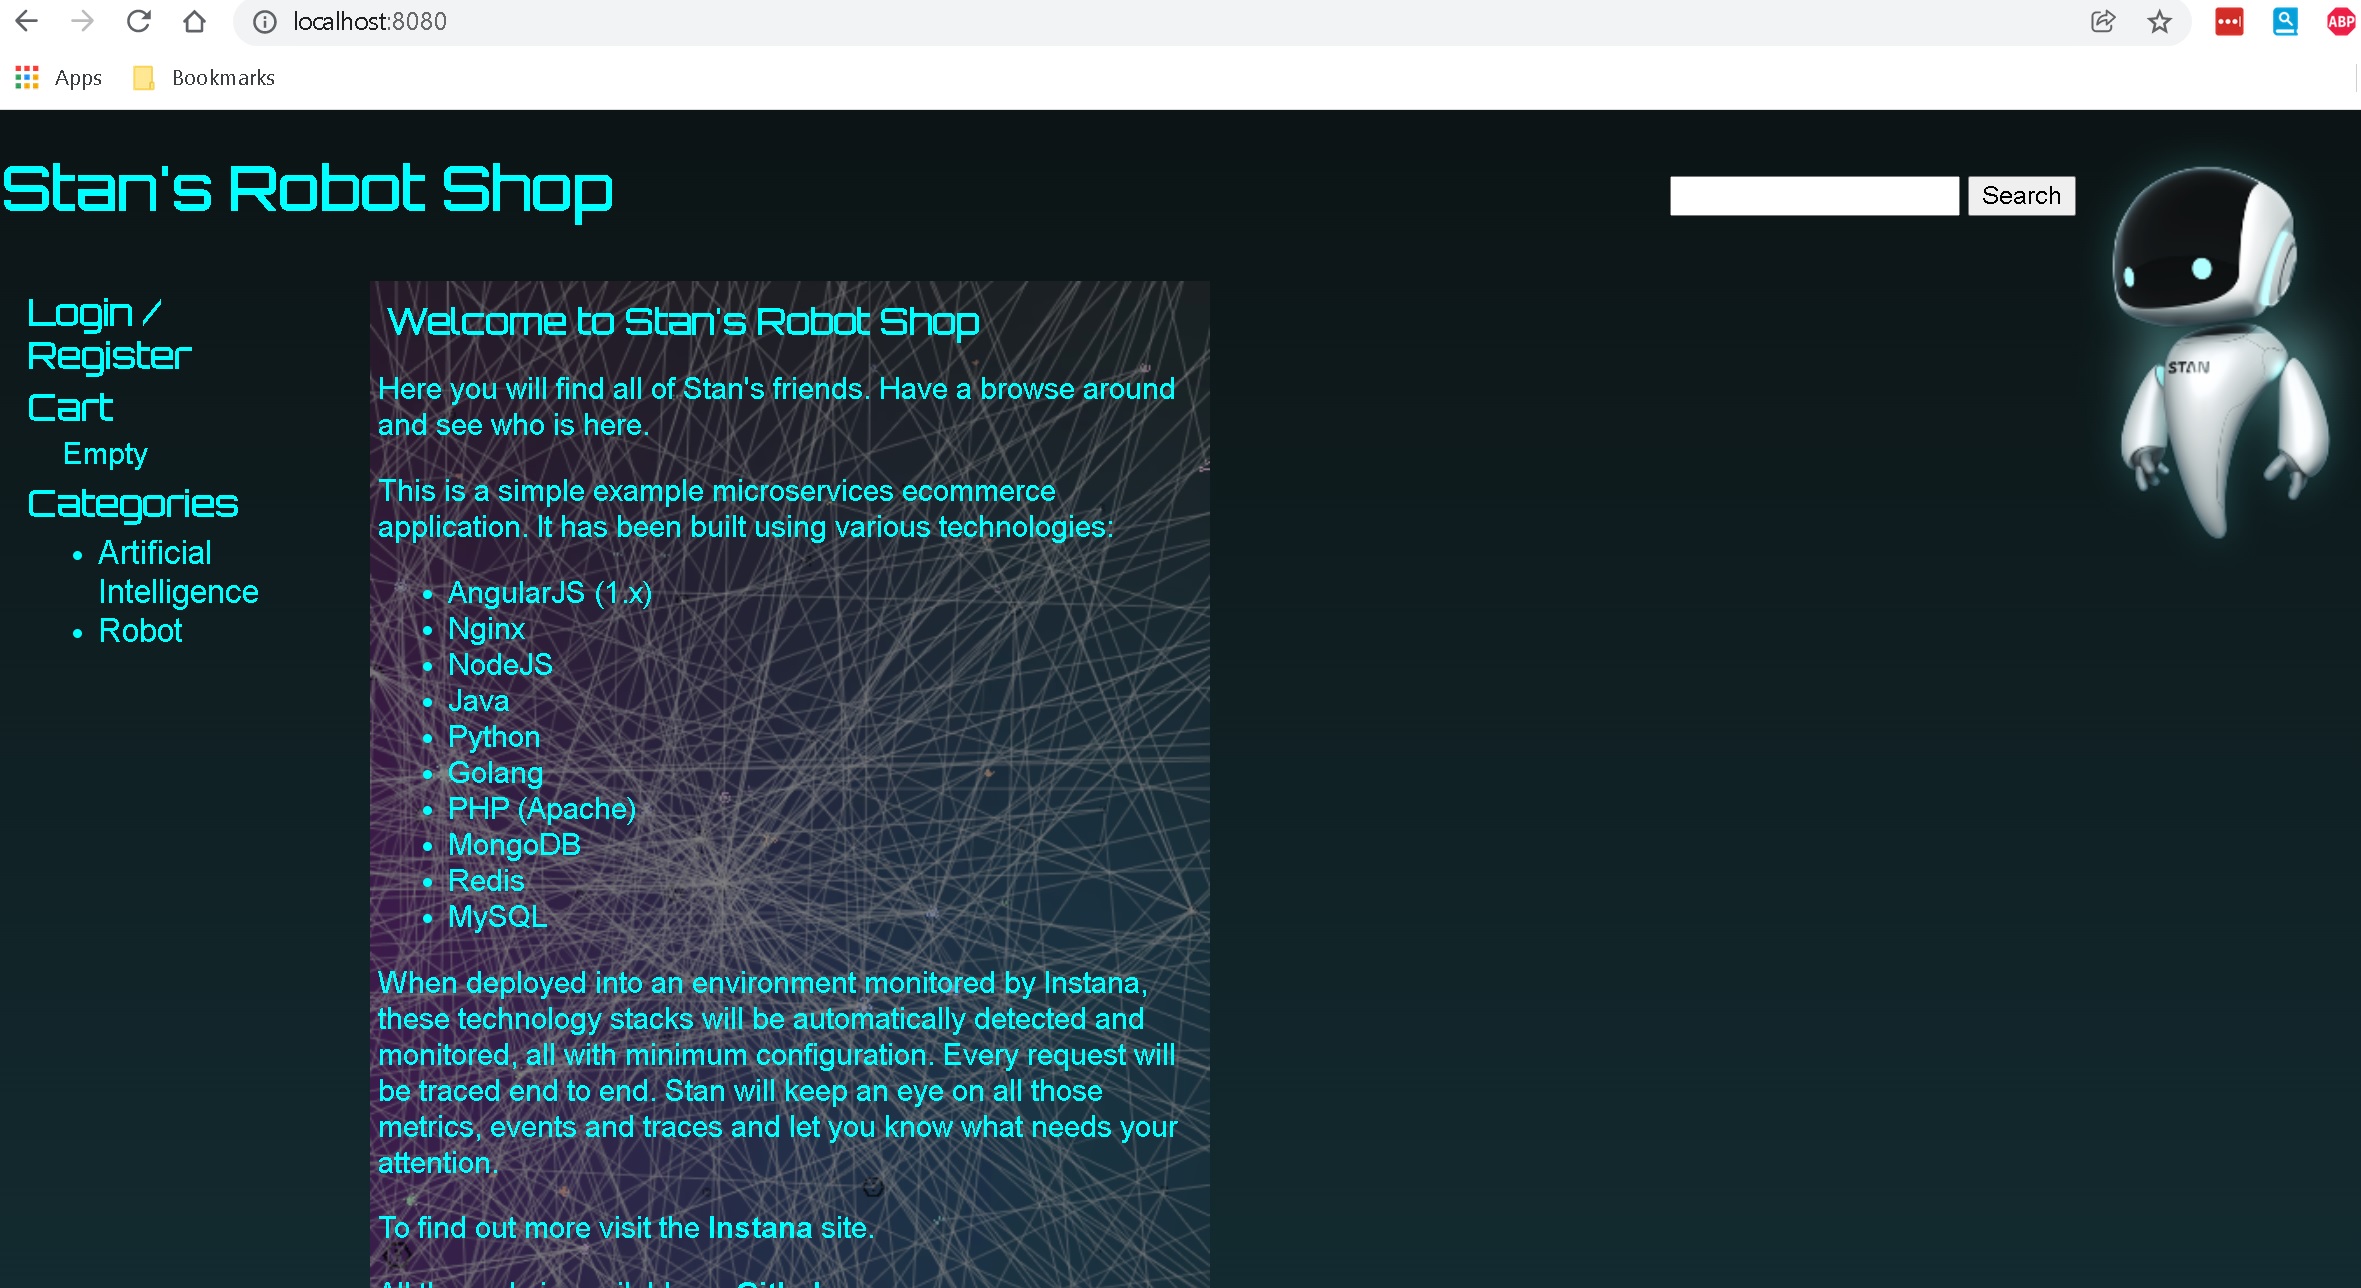 localhost:8080
ABP
Apps
Bookmarks
Stan's Robot Shop
Search
STAN
Login /
Register
Cart
Empty
Categories
• Artificial
Intelligence
• Robot
Welcome to Stan's Robot Shop
Here you will find all of Stan's friends. Have a browse around
and see who is here.
This is a simple example microservices ecommerce
application. It has been built using various technologies:
• AngularJS (1.x)
• Nginx
• NodeJS
• Java
• Python
• Golang
• PHP (Apache)
• MongoDB
• Redis
• MySQL
When deployed into an environment monitored by Instana,
these technology stacks will be automatically detected and
monitored, all with minimum configuration. Every request will
be traced end to end. Stan will keep an eye on all those
metrics, events and traces and let you know what needs your
attention.
To find out more visit the Instana site.